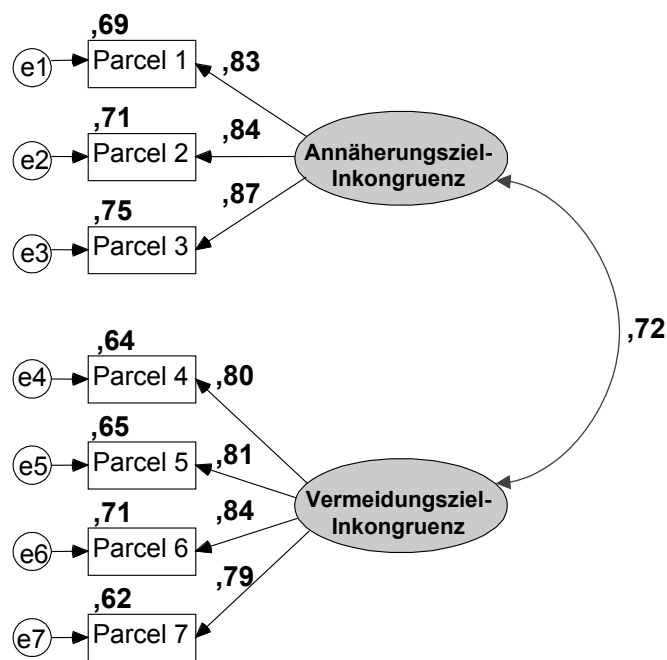 ,69
e1 Parcel 1 ,83
,71
e2 Parcel 2 ,84
Annäherungsziel-
Inkongruenz
,75
e3 Parcel 3 ,87
,72
,64
e4 Parcel 4 ,80
,65
e5 Parcel 5 ,81
Vermeidungsziel-
Inkongruenz
,71
e6 Parcel 6 ,84
,62
e7 Parcel 7 ,79